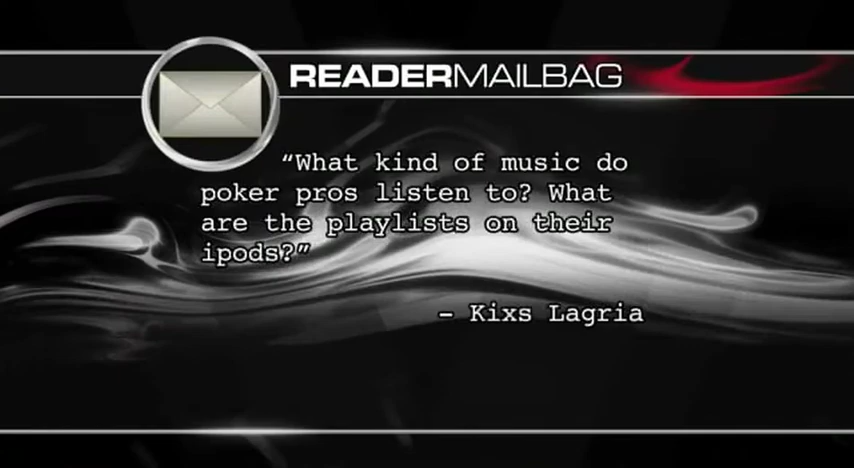 READERMAILBAG
“What kind of music do
poker pros listen to? What
are the playlists on their
ipods?”
- Kixs Lagria